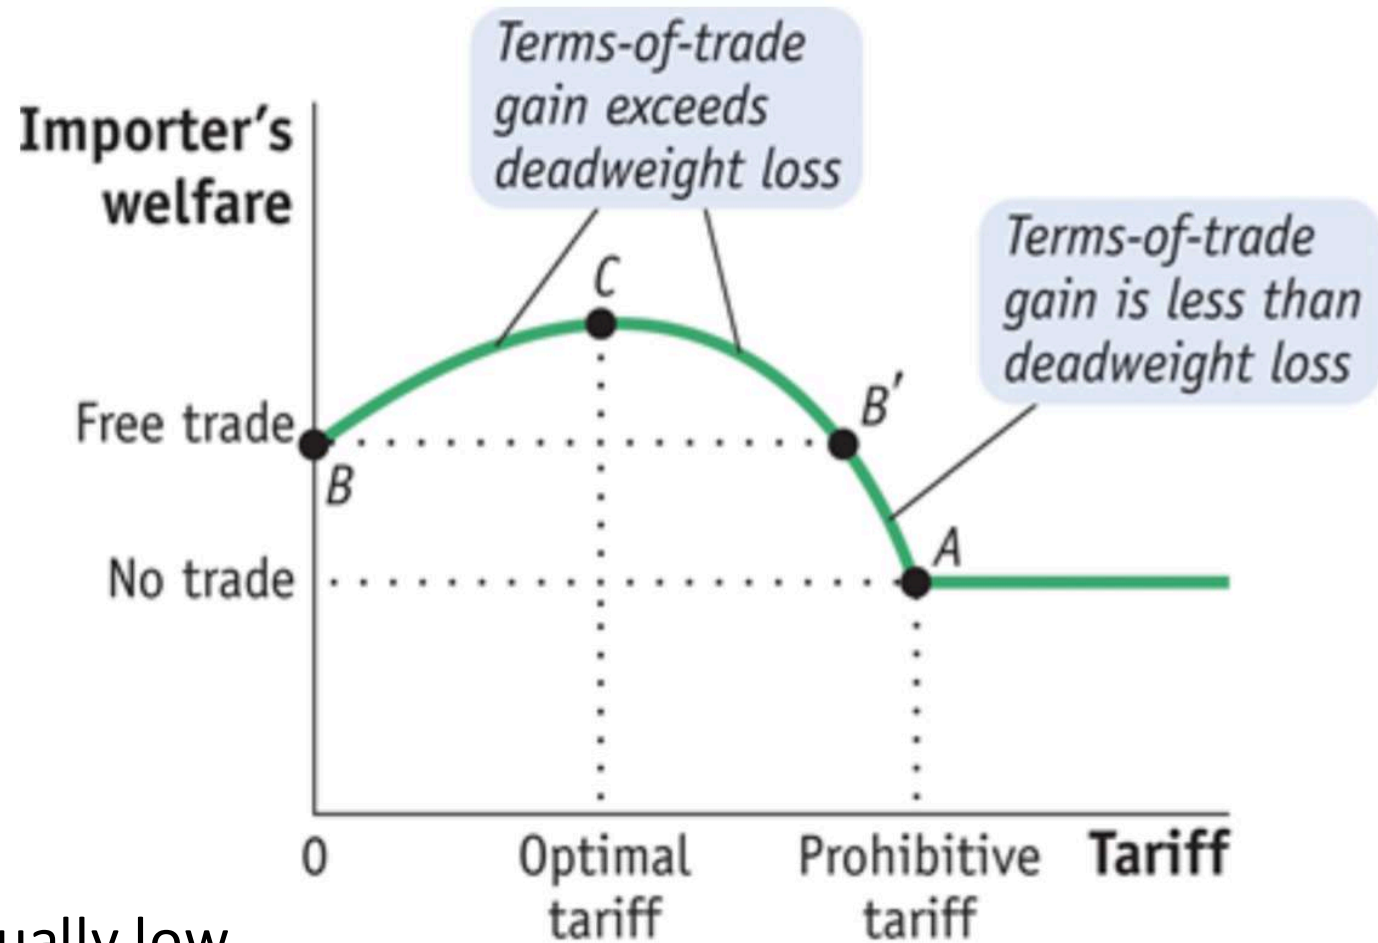 Terms-of-trade
gain exceeds
deadweight loss
Importer's
welfare
Terms-of-trade
gain is less than
deadweight loss
C
B′
Free trade
B
A
No trade
0
Optimal
tariff
Prohibitive
tariff
Tariff
low